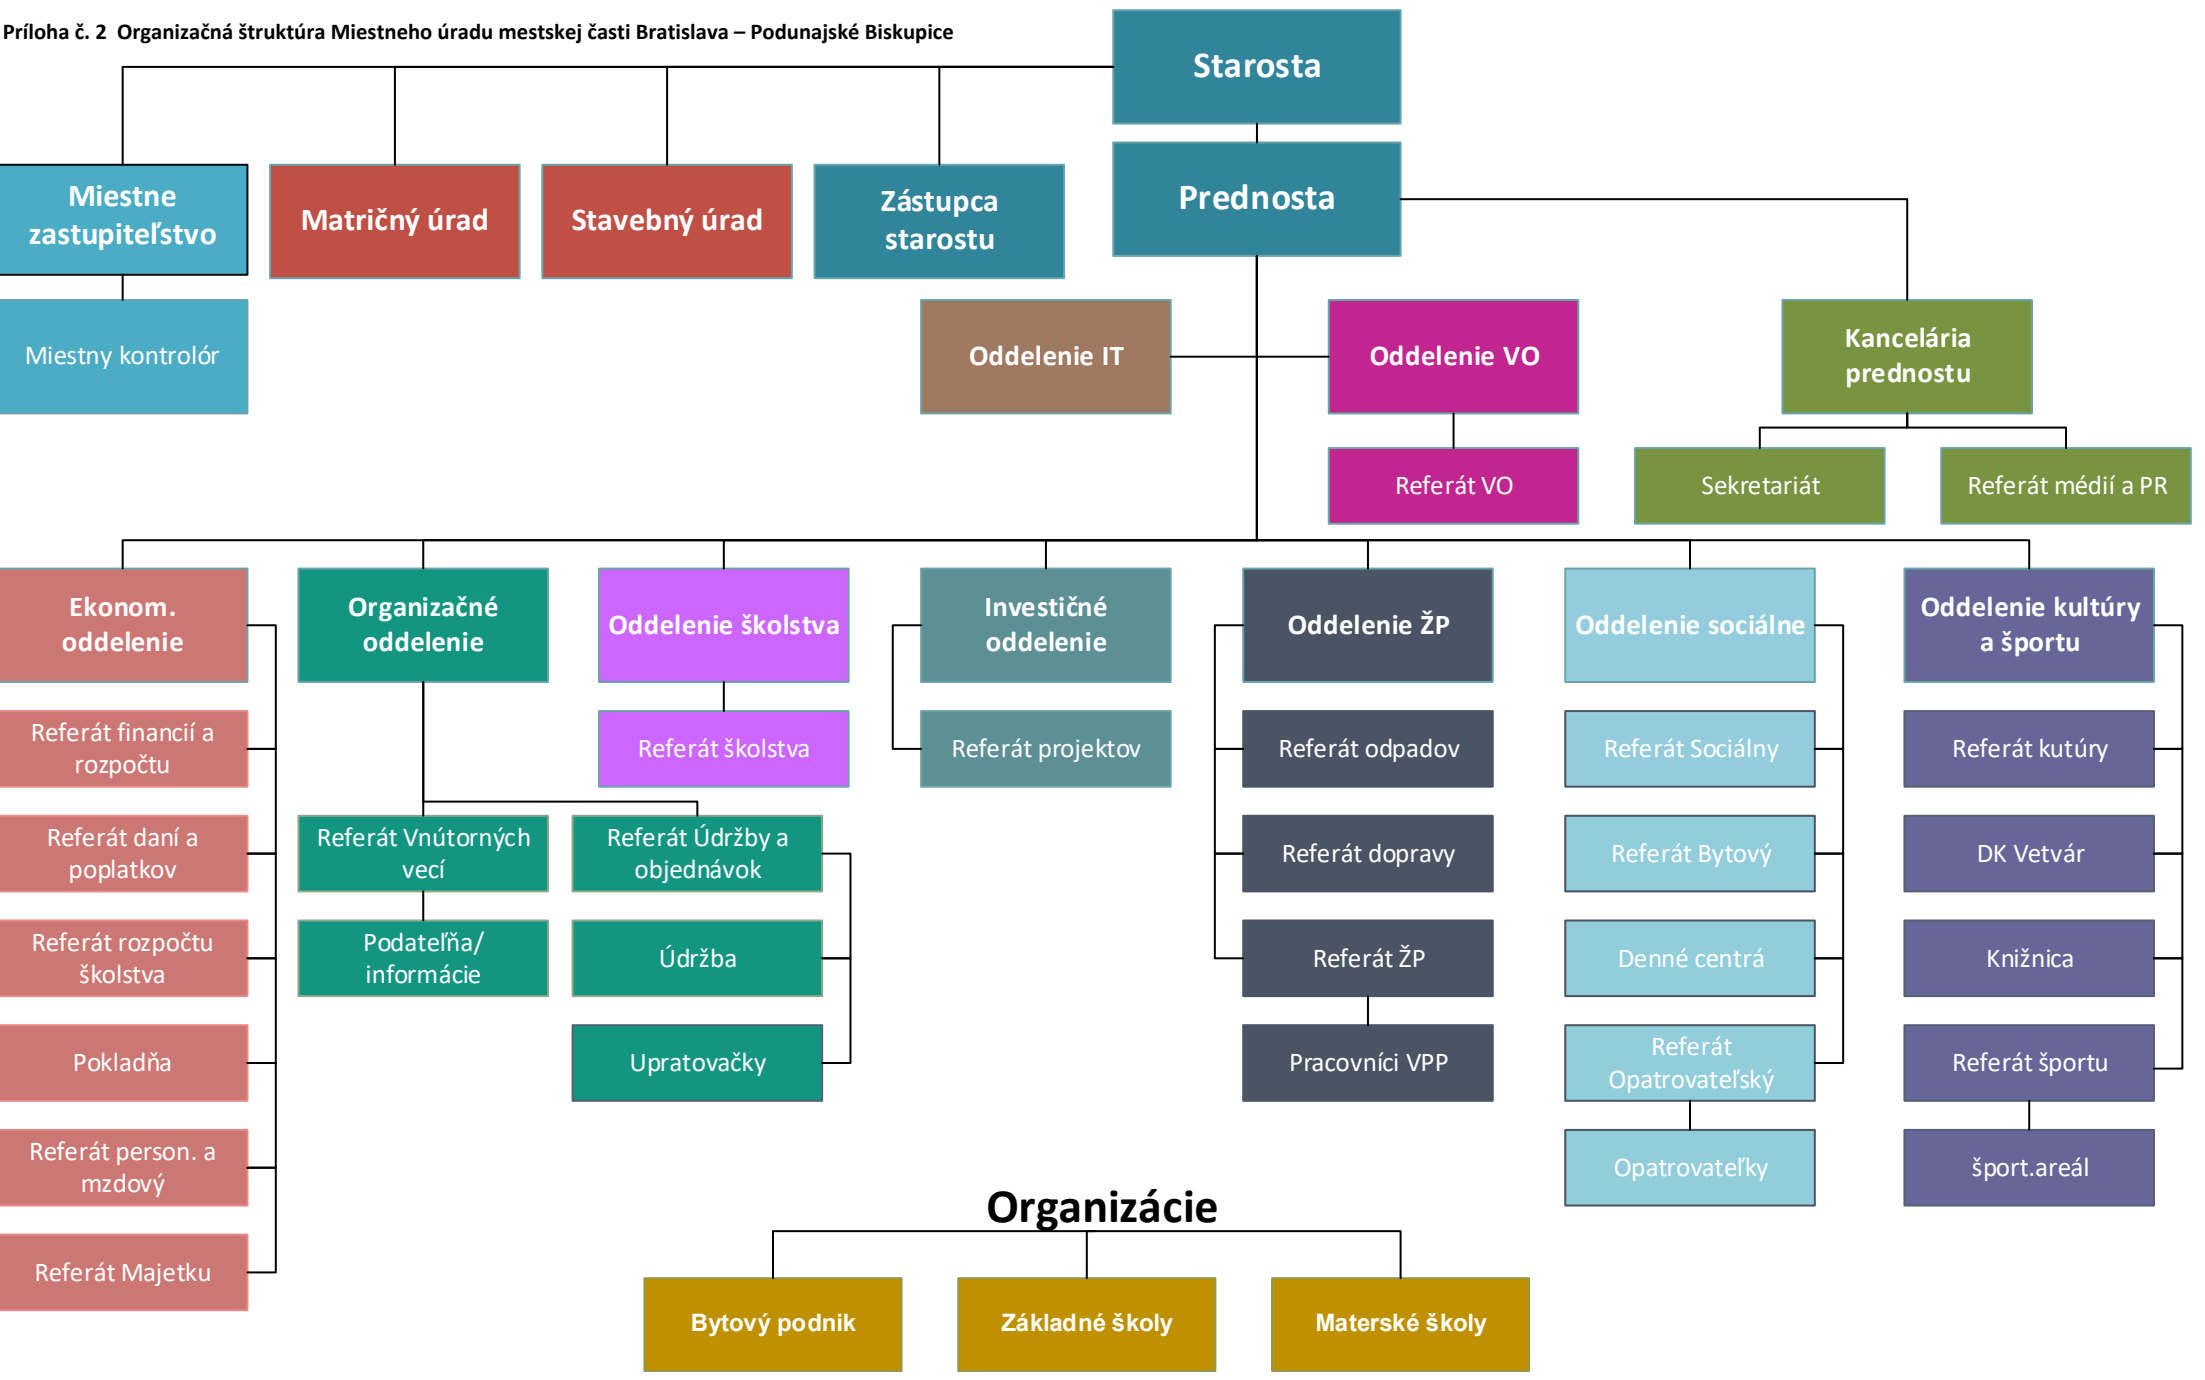 Príloha č. 2  Organizačná štruktúra Miestneho úradu mestskej časti Bratislava – Podunajské Biskupice
Starosta
Prednosta
Miestne
zastupiteľstvo
Matričný úrad
Stavebný úrad
Zástupca
starostu
Miestny kontrolór
Oddelenie IT
Oddelenie VO
Kancelária
prednostu
Referát VO
Sekretariát
Referát médií a PR
Ekonom.
oddelenie
Organizačné
oddelenie
Oddelenie školstva
Investičné
oddelenie
Oddelenie ŽP
Oddelenie sociálne
Oddelenie kultúry
a športu
Referát financií a
rozpočtu
Referát školstva
Referát projektov
Referát odpadov
Referát Sociálny
Referát kutúry
Referát daní a
poplatkov
Referát Vnútorných
vecí
Referát Údržby a
objednávok
Referát dopravy
Referát Bytový
DK Vetvár
Referát rozpočtu
školstva
Podateľňa/
informácie
Údržba
Referát ŽP
Denné centrá
Knižnica
Pokladňa
Upratovačky
Pracovníci VPP
Referát
Opatrovateľský
Referát športu
Referát person. a
mzdový
Opatrovateľky
šport.areál
Referát Majetku
Organizácie
Bytový podnik
Základné školy
Materské školy